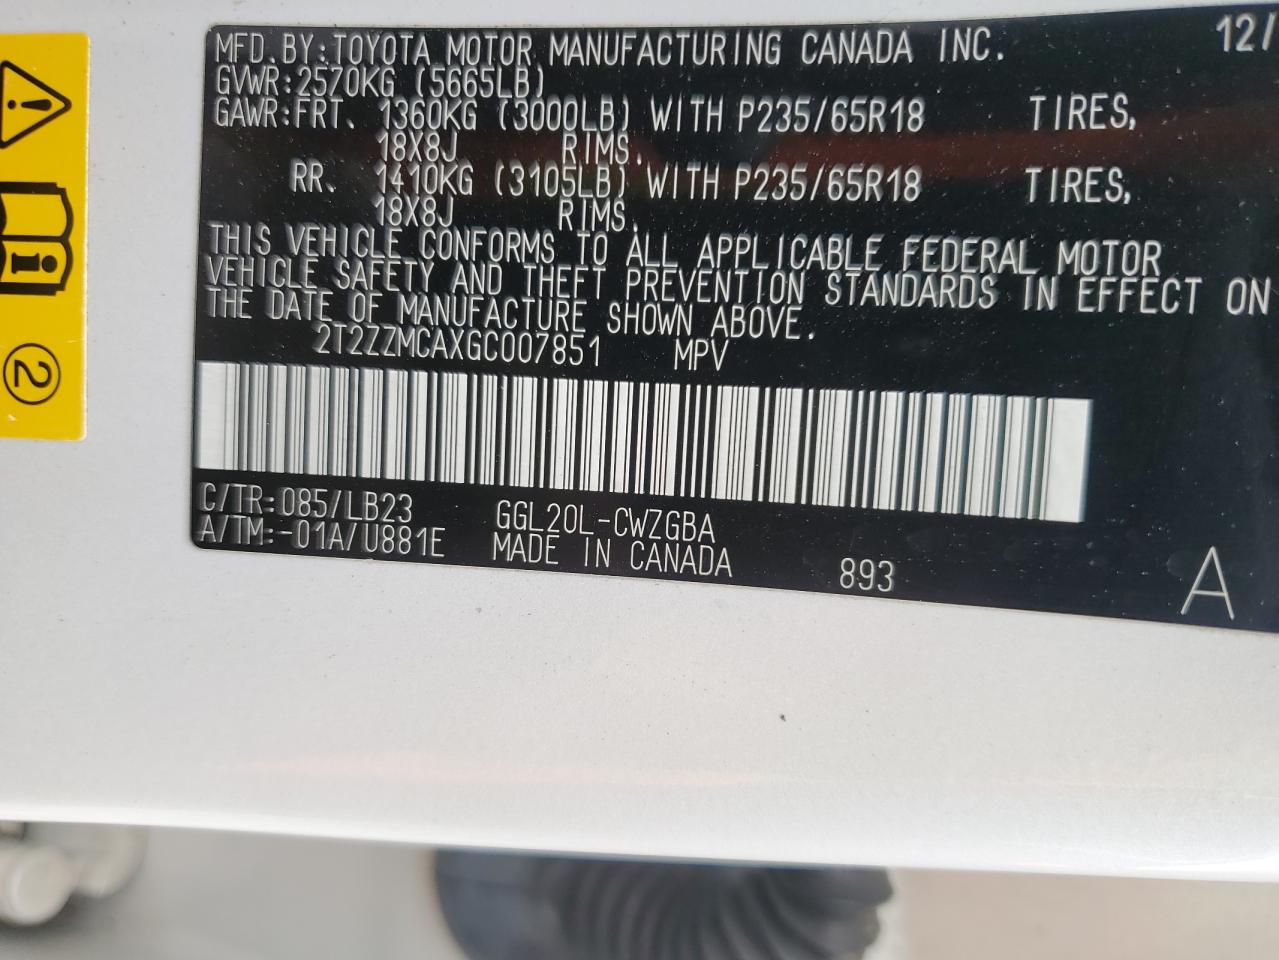 MFD.BY:TOYOTA MOTOR MANUFACTURING CANADA INC. 12/
GVWR:2570KG (5665LB)
GAWR:FRT. 1360KG (3000LB) WITH P235/65R18 TIRES,
18X8J RIMS.
RR. 1410KG (3105LB) WITH P235/65R18 TIRES,
18X8J RIMS.
THIS VEHICLE CONFORMS TO ALL APPLICABLE FEDERAL MOTOR
VEHICLE SAFETY AND THEFT PREVENTION STANDARDS IN EFFECT ON
THE DATE OF MANUFACTURE SHOWN ABOVE.
2T2ZZMCAXGC007851 MPV
C/TR:085/LB23 GGL20L-CWZGBA
A/TM:-01A/U881E MADE IN CANADA 893 A
2